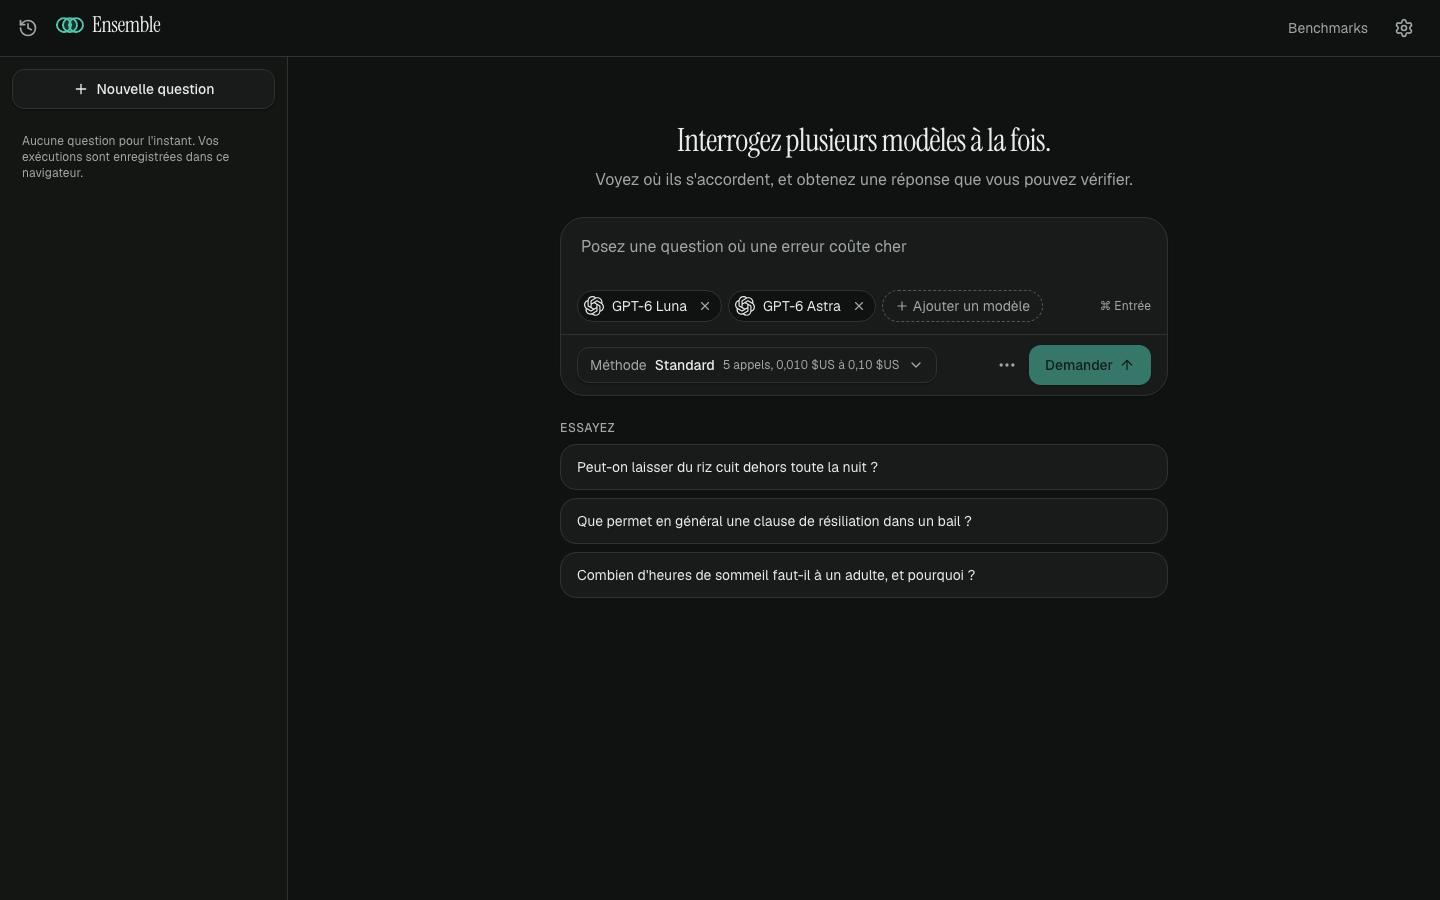 Ensemble
Benchmarks
Nouvelle question
Aucune question pour l'instant. Vos
exécutions sont enregistrées dans ce
navigateur.
Interrogez plusieurs modèles à la fois.
Voyez où ils s'accordent, et obtenez une réponse que vous pouvez vérifier.
Posez une question où une erreur coûte cher
GPT-6 Luna
GPT-6 Astra
Ajouter un modèle
⌘ Entrée
Méthode Standard 5 appels, 0,010 $US à 0,10 $US
Demander
ESSAYEZ
Peut-on laisser du riz cuit dehors toute la nuit ?
Que permet en général une clause de résiliation dans un bail ?
Combien d'heures de sommeil faut-il à un adulte, et pourquoi ?